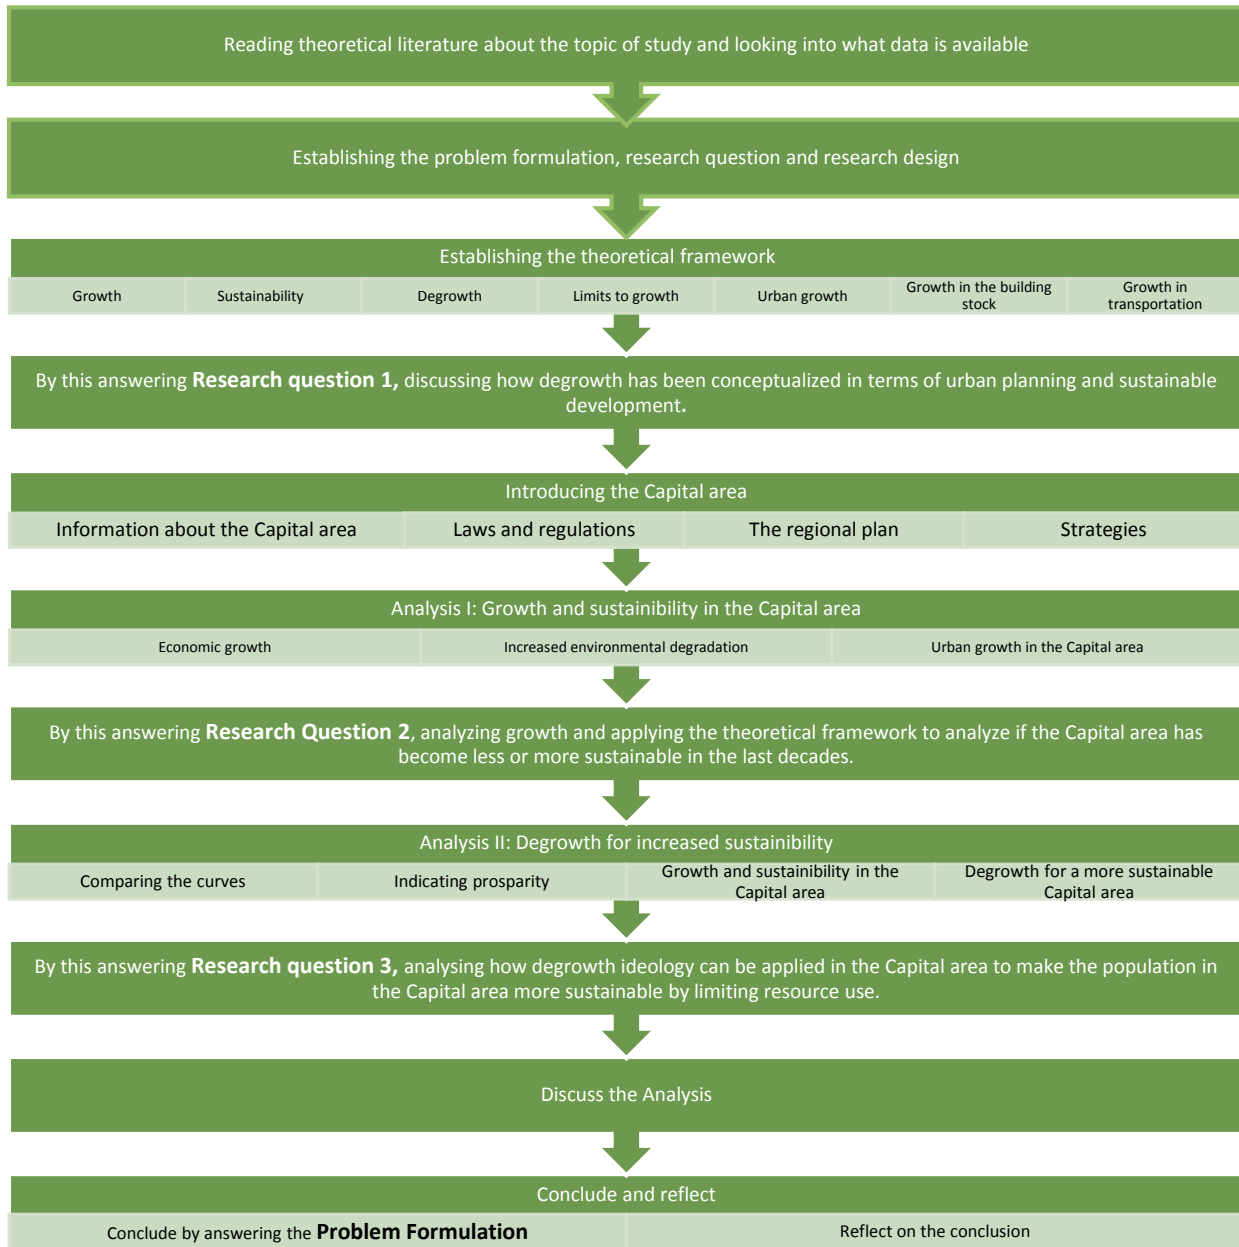 Reading theoretical literature about the topic of study and looking into what data is available
Establishing the problem formulation, research question and research design
Establishing the theoretical framework
Growth
Sustainability
Degrowth
Limits to growth
Urban growth
Growth in the building
stock
Growth in
transportation
By this answering Research question 1, discussing how degrowth has been conceptualized in terms of urban planning and sustainable
development.
Introducing the Capital area
Information about the Capital area
Laws and regulations
The regional plan
Strategies
Analysis I: Growth and sustainibility in the Capital area
Economic growth
Increased environmental degradation
Urban growth in the Capital area
By this answering Research Question 2, analyzing growth and applying the theoretical framework to analyze if the Capital area has
become less or more sustainable in the last decades.
Analysis II: Degrowth for increased sustainibility
Comparing the curves
Indicating prosparity
Growth and sustainibility in the
Capital area
Degrowth for a more sustainable
Capital area
By this answering Research question 3, analysing how degrowth ideology can be applied in the Capital area to make the population in
the Capital area more sustainable by limiting resource use.
Discuss the Analysis
Conclude and reflect
Conclude by answering the Problem Formulation
Reflect on the conclusion